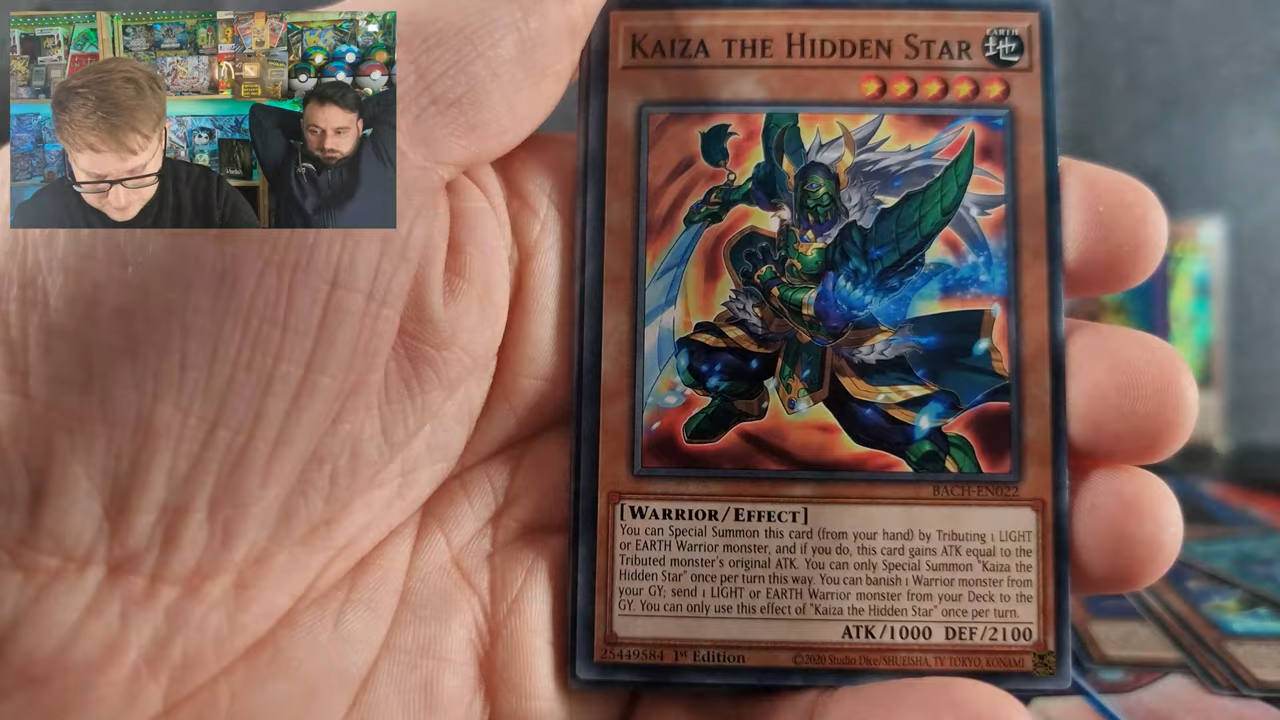 KAIZA THE HIDDEN STAR
EARTH
地
BACH-EN022
[WARRIOR/EFFECT]
You can Special Summon this card (from your hand) by Tributing 1 LIGHT
or EARTH Warrior monster, and if you do, this card gains ATK equal to the
Tributed monster's original ATK. You can only Special Summon "Kaiza the
Hidden Star" once per turn this way. You can banish 1 Warrior monster from
your GY; send 1 LIGHT or EARTH Warrior monster from your Deck to the
GY. You can only use this effect of "Kaiza the Hidden Star" once per turn.
ATK/1000 DEF/2100
25449584 1st Edition
©2020 Studio Dice/SHUEISHA, TV TOKYO, KONAMI